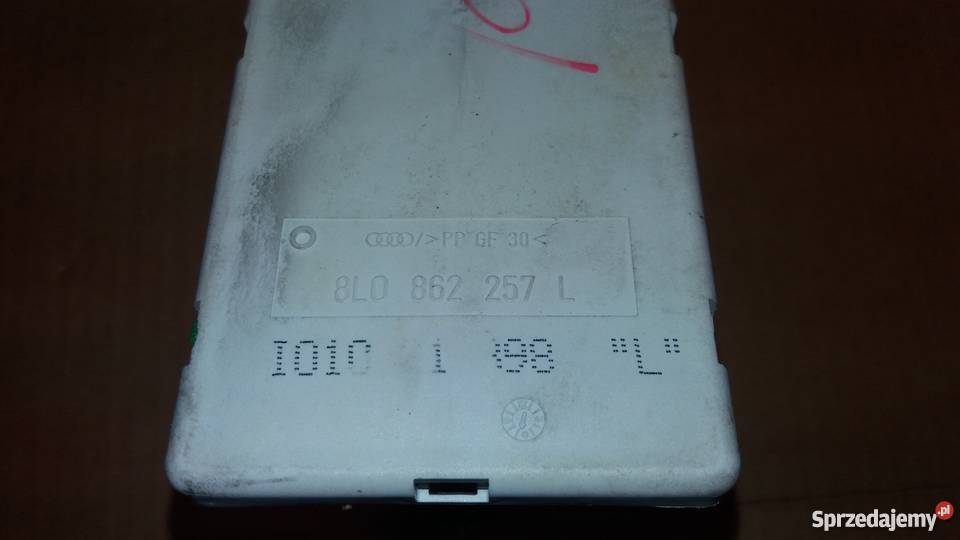 />PP GF 30<
8L0 862 257 L
I010 1 98 "L"
Sprzedajemy.pl